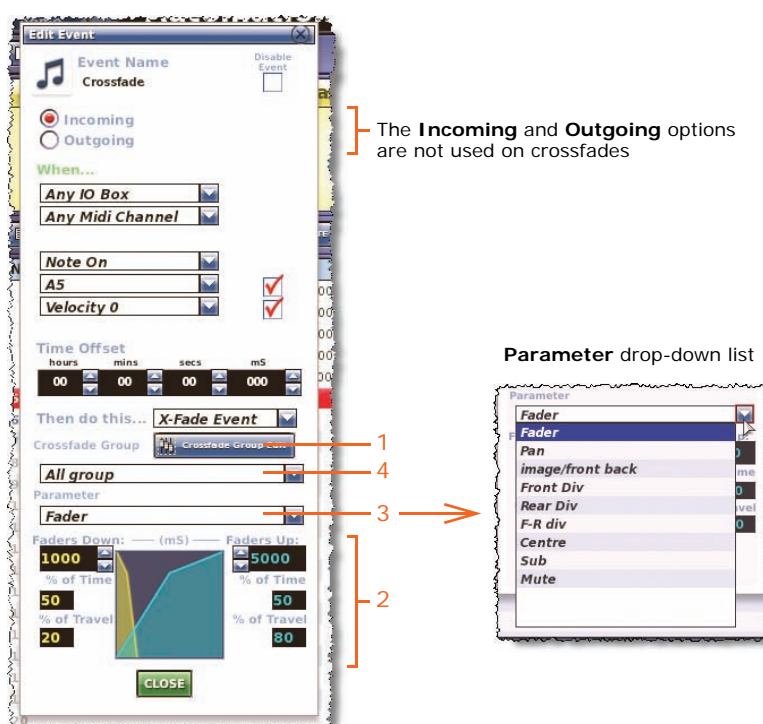 Edit Event
Event Name
Crossfade
Disable
Event
Incoming
Outgoing
The Incoming and Outgoing options
are not used on crossfades
When...
Any IO Box
Any Midi Channel
Note On
A5
Velocity 0
Time Offset
hours mins secs mS
00 00 00 000
Then do this... X-Fade Event
Crossfade Group Crossfade Group 1
All group 4
Parameter
Fader 3
Faders Down: (mS) Faders Up:
1000 5000
% of Time % of Time
50 50
% of Travel % of Travel
20 80
2
CLOSE
Parameter drop-down list
Parameter
Fader
Fader
Pan
image/front back
Front Div
Rear Div
F-R div
Centre
Sub
Mute